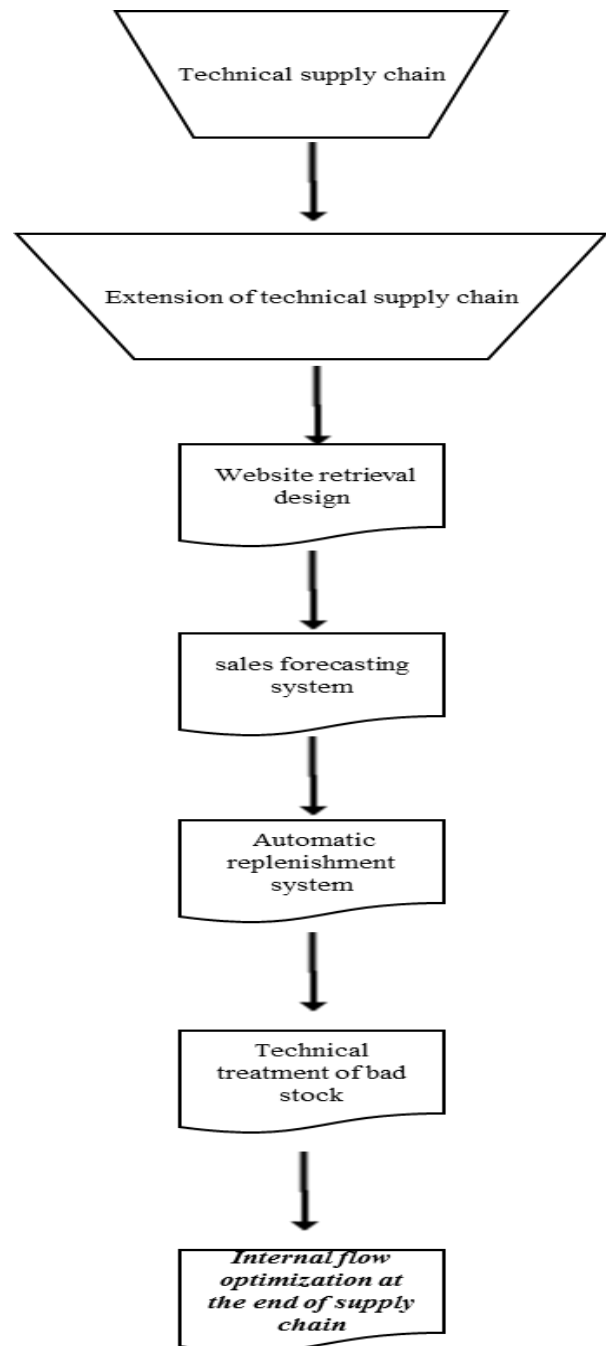 Technical supply chain
Extension of technical supply chain
Website retrieval
design
sales forecasting
system
Automatic
replenishment
system
Technical
treatment of bad
stock
Internal flow
optimization at
the end of supply
chain